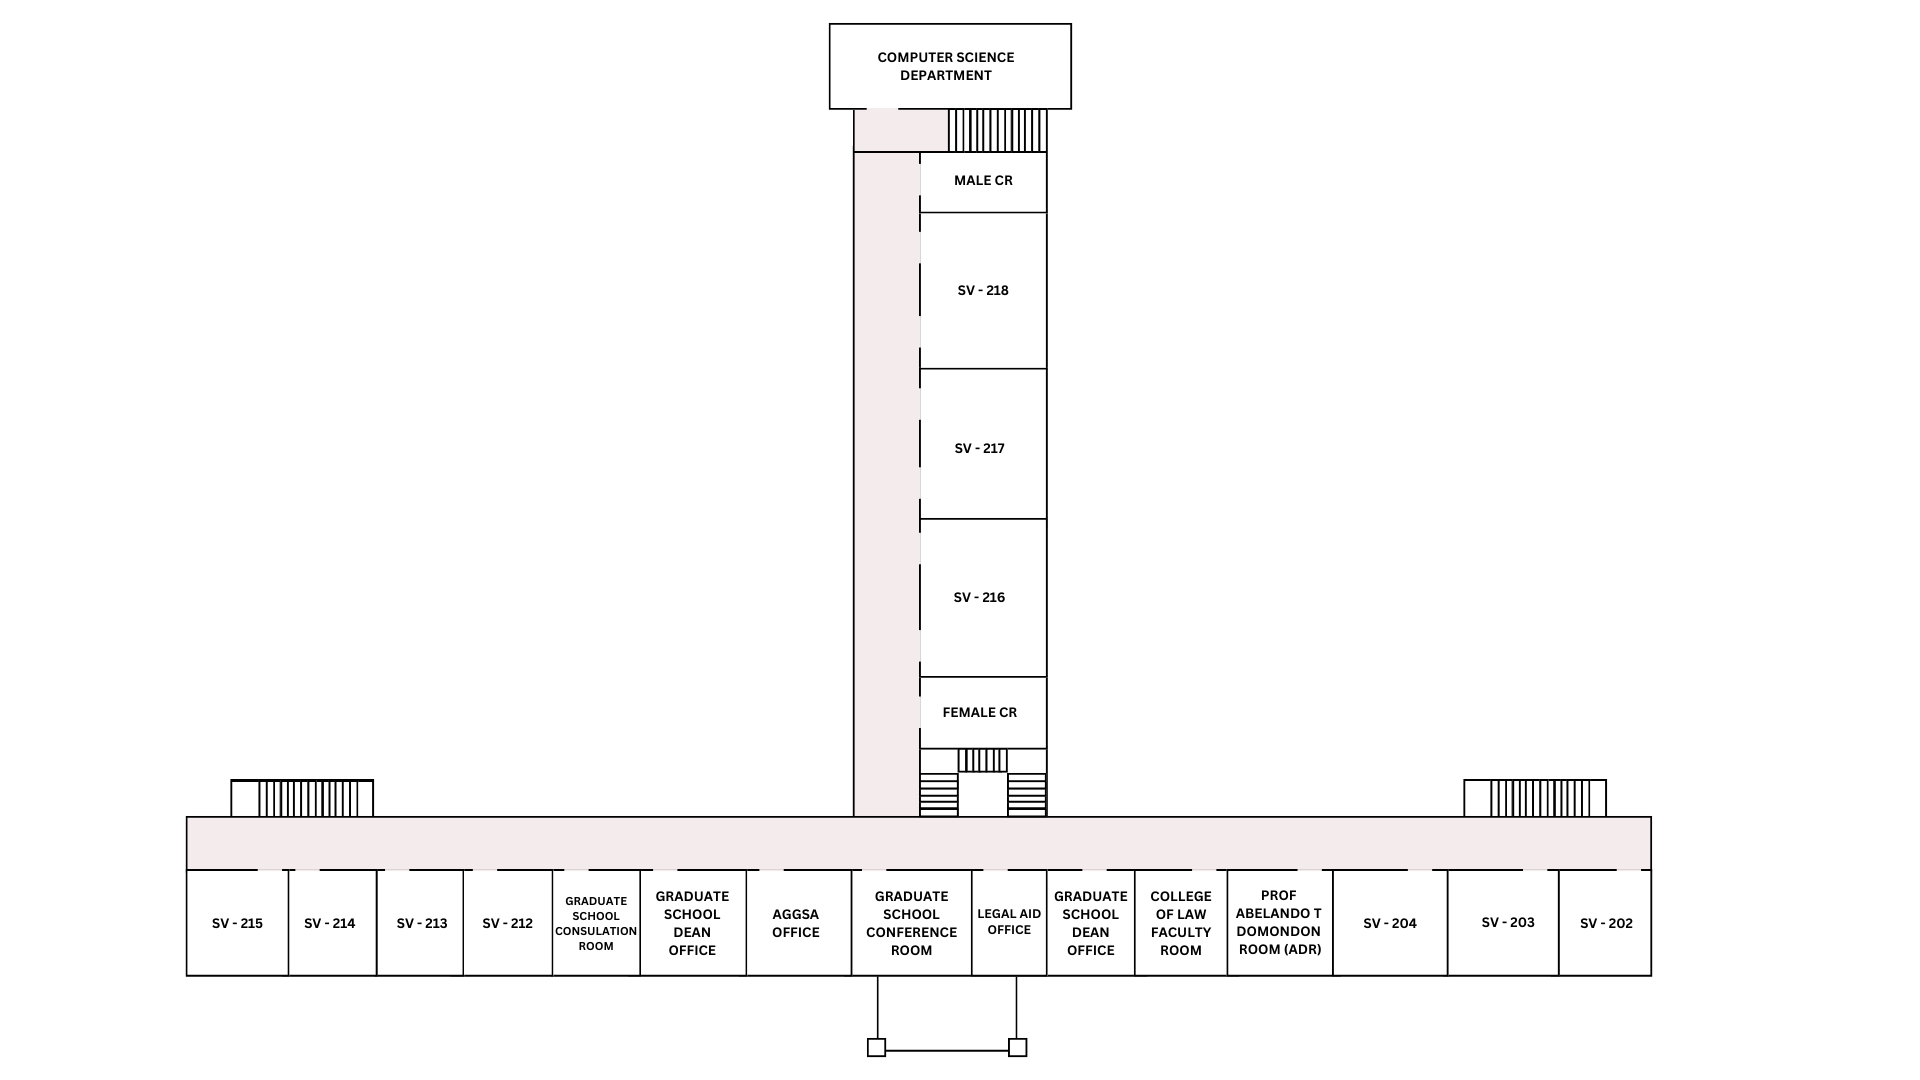 COMPUTER SCIENCE
DEPARTMENT
MALE CR
SV - 218
SV - 217
SV - 216
FEMALE CR
SV - 215
SV - 214
SV - 213
SV - 212
GRADUATE
SCHOOL
CONSULATION
ROOM
GRADUATE
SCHOOL
DEAN
OFFICE
AGGSA
OFFICE
GRADUATE
SCHOOL
CONFERENCE
ROOM
LEGAL AID
OFFICE
GRADUATE
SCHOOL
DEAN
OFFICE
COLLEGE
OF LAW
FACULTY
ROOM
PROF
ABELANDO T
DOMONDON
ROOM (ADR)
SV - 204
SV - 203
SV - 202